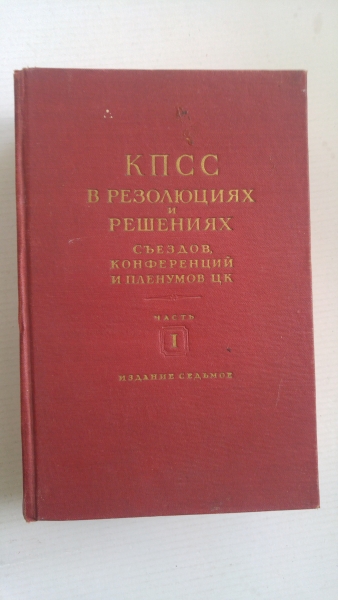 КПСС
В РЕЗОЛЮЦИЯХ
И
РЕШЕНИЯХ
СЪЕЗДОВ,
КОНФЕРЕНЦИЙ
И ПЛЕНУМОВ ЦК
ЧАСТЬ
I
ИЗДАНИЕ СЕДЬМОЕ